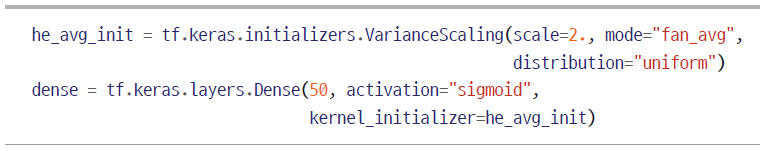 he_avg_init = tf.keras.initializers.VarianceScaling(scale=2., mode="fan_avg",
                                                    distribution="uniform")
dense = tf.keras.layers.Dense(50, activation="sigmoid",
                              kernel_initializer=he_avg_init)